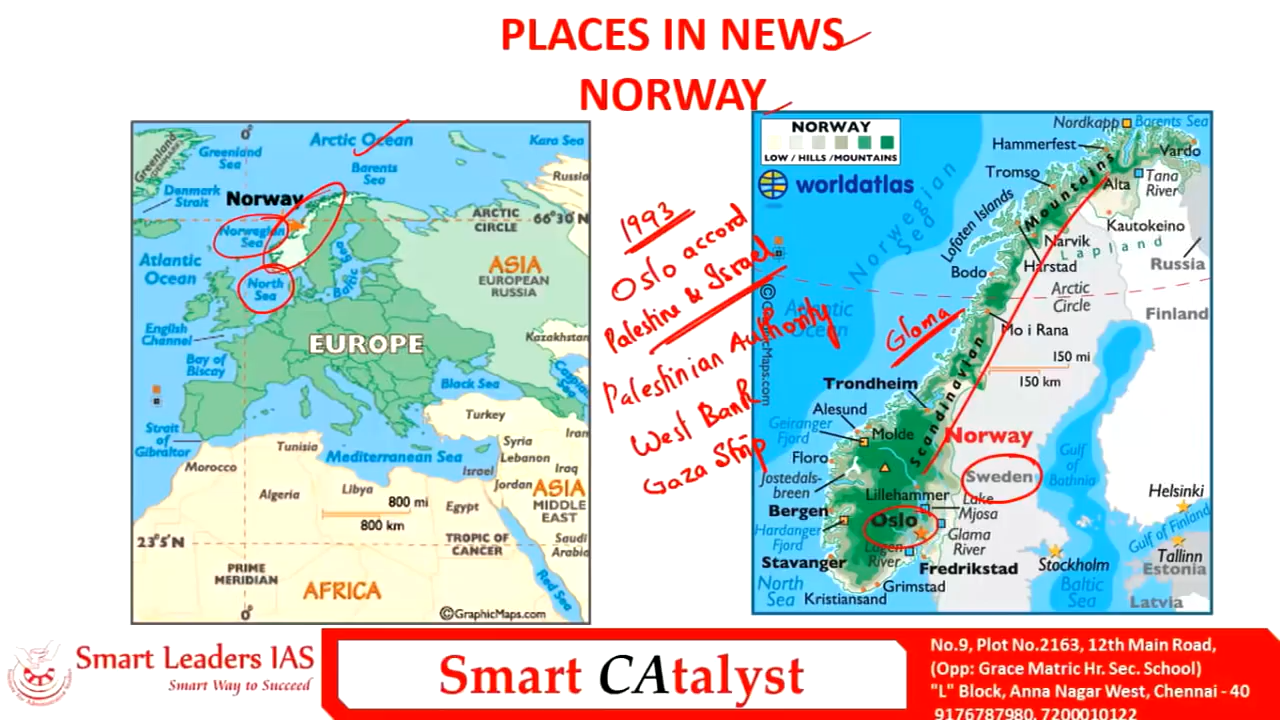 PLACES IN NEWS
NORWAY
0°
Arctic Ocean
Kara Sea
Greenland
DENMARK
Greenland
Sea
Barents
Sea
Russia
Denmark
Strait
Norway
ARCTIC
CIRCLE
66°30'N
Norwegian
Sea
Atlantic
Ocean
North
Sea
Baltic
Sea
ASIA
EUROPEAN
RUSSIA
English
Channel
EUROPE
Kazakhstan
Bay of
Biscay
Black Sea
Caspian
Sea
Turkey
Strait
of
Gibraltar
Tunisia
Mediterranean Sea
Syria
Lebanon
Iran
Iraq
Israel
Jordan
Morocco
Algeria
Libya
Egypt
800 mi
800 km
ASIA
MIDDLE
EAST
23°5'N
TROPIC OF
CANCER
Saudi
Arabia
PRIME
MERIDIAN
AFRICA
Red Sea
0°
©GraphicMaps.com
1993
Oslo accord
Palestine & Israel
Palestinian Authority
West Bank
Gaza Strip
NORWAY
LOW / HILLS / MOUNTAINS
worldatlas
Nordkapp
Barents Sea
Hammerfest
Vardo
Tromso
Alta
Tana
River
Norwegian
Sea
Lofoten Islands
Kautokeino
Narvik
Lapland
Harstad
Russia
Bodo
Arctic
Circle
Atlantic
Ocean
©GraphicMaps.com
Gloma
Mo i Rana
Finland
150 mi
150 km
Scandinavian Mountains
Trondheim
Alesund
Geiranger
Fjord
Molde
Norway
Floro
Sweden
Gulf
of
Bothnia
Jostedals-
breen
Lillehammer
Lake
Mjosa
Helsinki
Bergen
Oslo
Hardanger
Fjord
Glama
River
Gulf of Finland
Lagen
River
Tallinn
Stavanger
Fredrikstad
Stockholm
Estonia
North
Sea
Grimstad
Kristiansand
Baltic
Sea
Latvia
Smart Leaders IAS
Smart Way to Succeed
Smart CAtalyst
No.9, Plot No.2163, 12th Main Road,
(Opp: Grace Matric Hr. Sec. School)
"L" Block, Anna Nagar West, Chennai - 40
9176787980, 7200010122